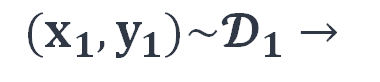 (𝐱₁, 𝐲₁)~𝓓₁ →